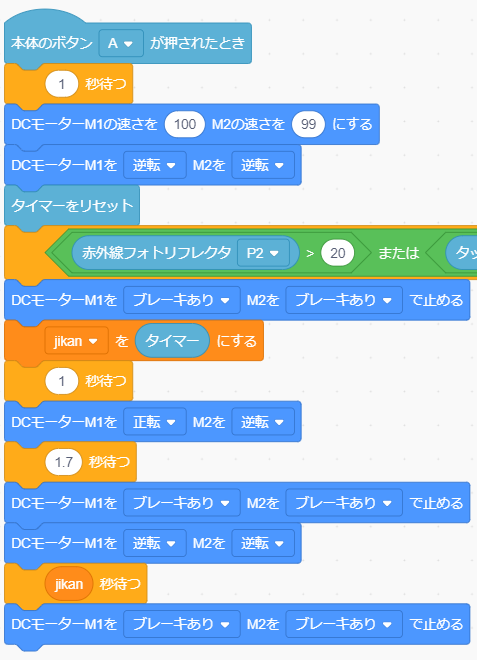 本体のボタン A が押されたとき
1 秒待つ
DCモーターM1の速さを 100 M2の速さを 99 にする
DCモーターM1を 逆転 M2を 逆転
タイマーをリセット
赤外線フォトリフレクタ P2 > 20 または タッ
DCモーターM1を ブレーキあり M2を ブレーキあり で止める
jikan を タイマー にする
1 秒待つ
DCモーターM1を 正転 M2を 逆転
1.7 秒待つ
DCモーターM1を ブレーキあり M2を ブレーキあり で止める
DCモーターM1を 逆転 M2を 逆転
jikan 秒待つ
DCモーターM1を ブレーキあり M2を ブレーキあり で止める